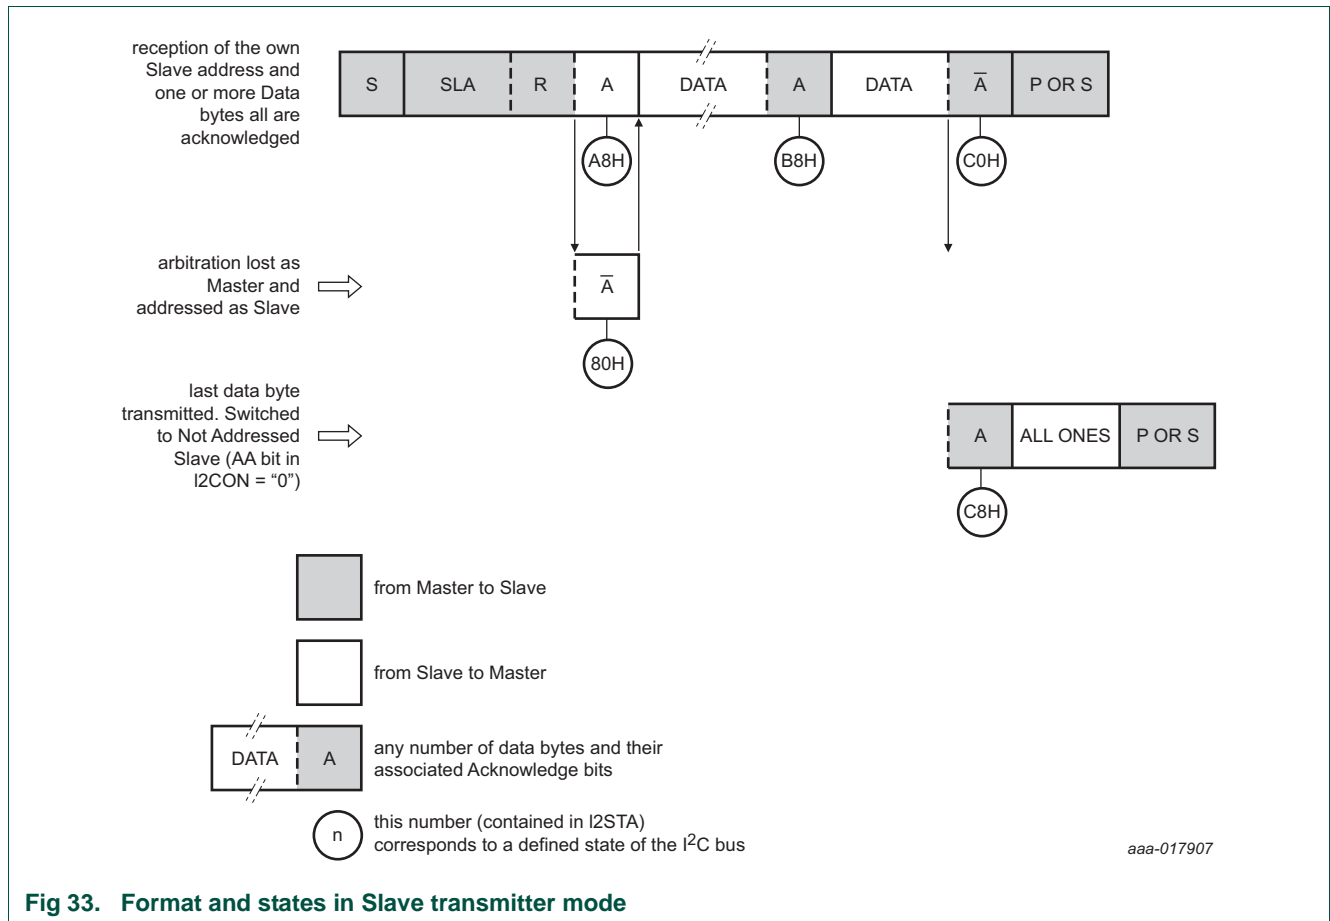 reception of the own
Slave address and
one or more Data
bytes all are
acknowledged
S SLA R A DATA A DATA A̅ P OR S
A8H B8H C0H
arbitration lost as
Master and
addressed as Slave
A̅
80H
last data byte
transmitted. Switched
to Not Addressed
Slave (AA bit in
I2CON = “0”)
A ALL ONES P OR S
C8H
from Master to Slave
from Slave to Master
DATA A
any number of data bytes and their
associated Acknowledge bits
n
this number (contained in I2STA)
corresponds to a defined state of the I²C bus
aaa-017907
Fig 33. Format and states in Slave transmitter mode